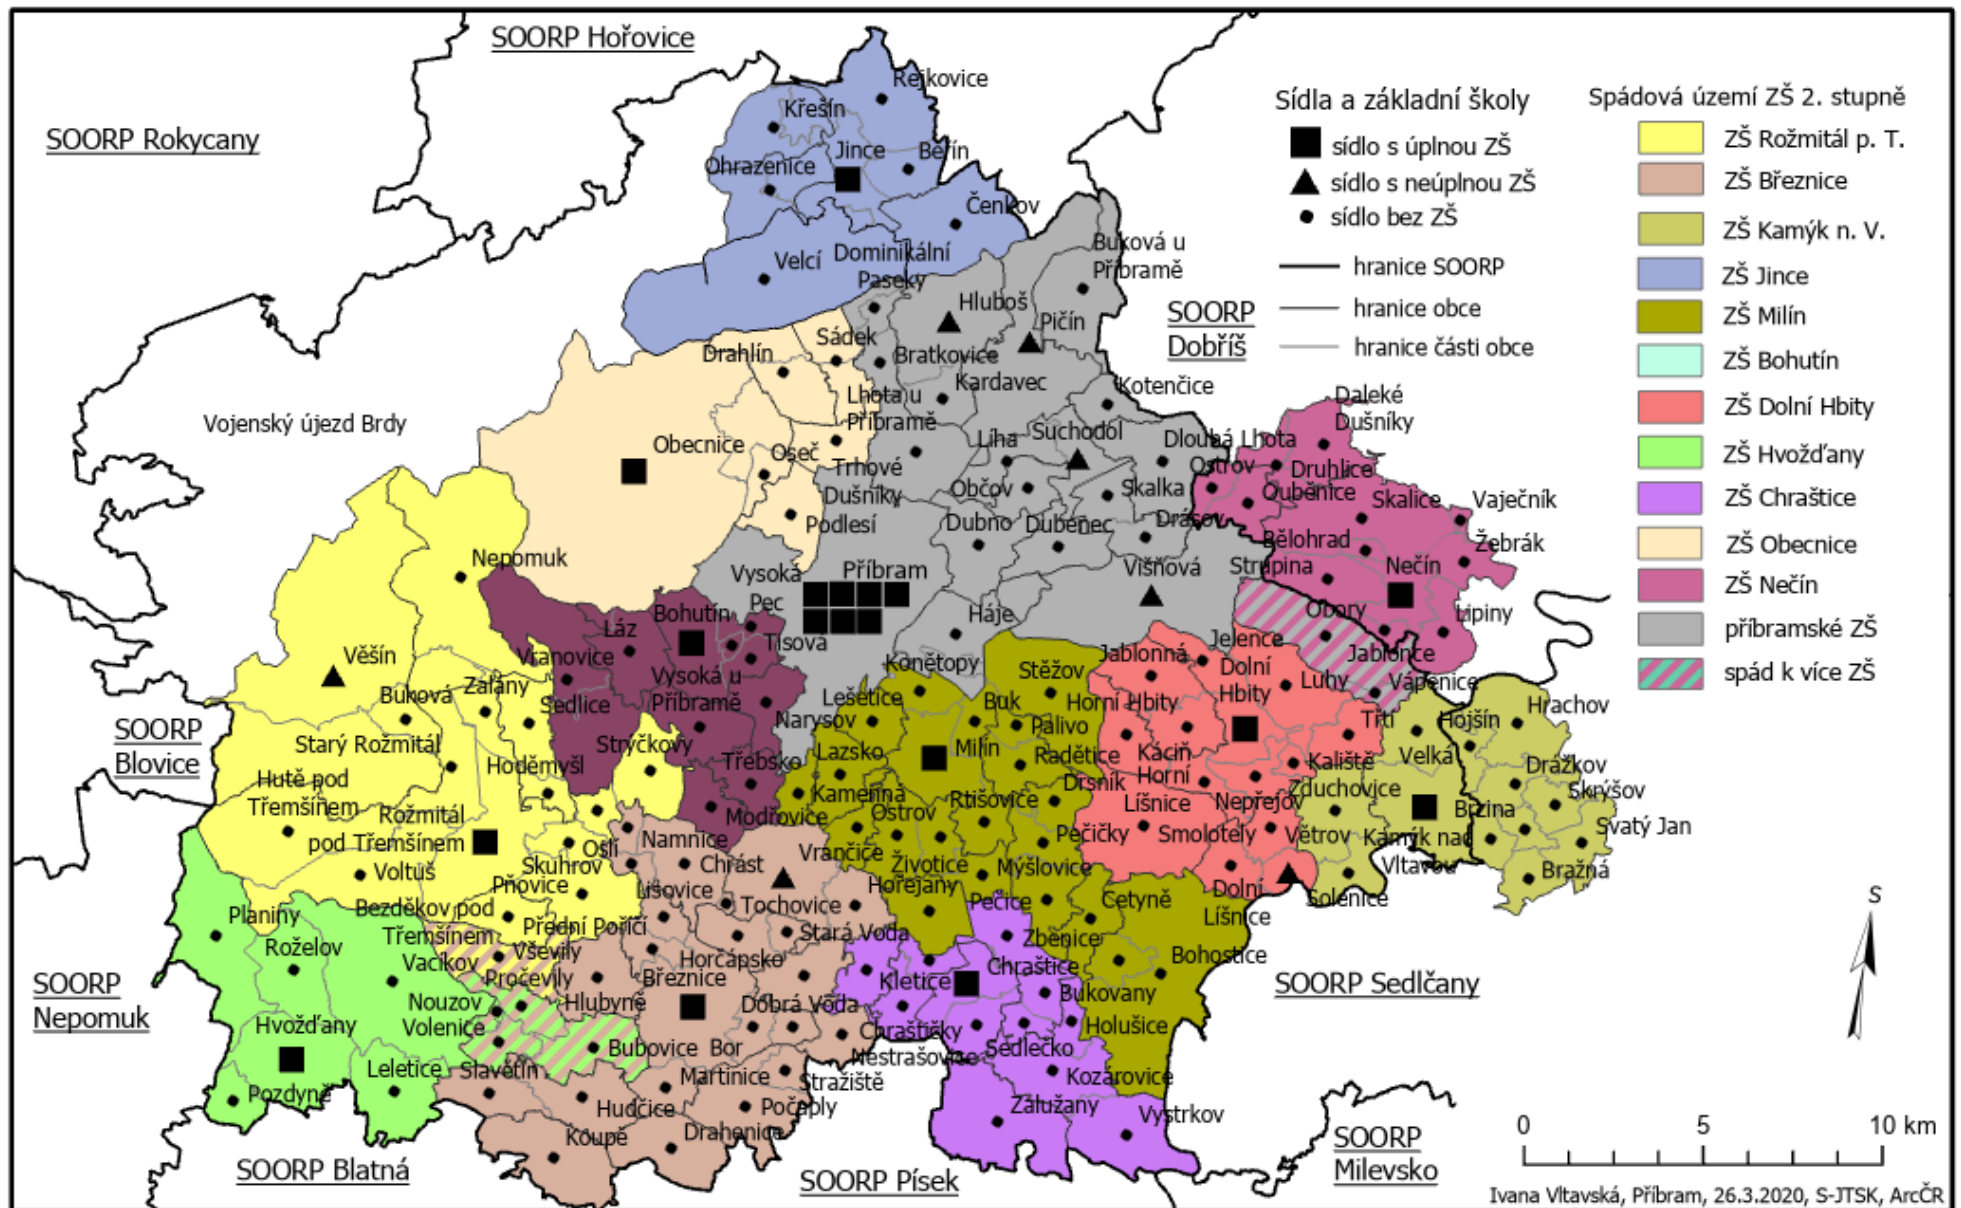 SOORP Hořovice
SOORP Rokycany
Vojenský újezd Brdy
SOORP
Blovice
SOORP
Nepomuk
SOORP Blatná
SOORP Písek
SOORP
Milevsko
SOORP Sedlčany
SOORP
Dobříš
Sídla a základní školy
sídlo s úplnou ZŠ
sídlo s neúplnou ZŠ
sídlo bez ZŠ
hranice SOORP
hranice obce
hranice části obce
Spádová území ZŠ 2. stupně
ZŠ Rožmitál p. T.
ZŠ Březnice
ZŠ Kamýk n. V.
ZŠ Jince
ZŠ Milín
ZŠ Bohutín
ZŠ Dolní Hbity
ZŠ Hvožďany
ZŠ Chraštice
ZŠ Obecnice
ZŠ Nečín
příbramské ZŠ
spád k více ZŠ
Rejkovice
Křešín
Jince
Běřín
Ohrazenice
Čenkov
Velcí
Dominikální
Paseky
Buková u
Příbramě
Hluboš
Pičín
Sádek
Drahlín
Bratkovice
Kardavec
Kotenčice
Lhota u
Příbramě
Obecnice
Oseč
Trhové
Dušníky
Líha
Suchodol
Dlouhá Lhota
Daleké
Dušníky
Ostrov
Druhlice
Občov
Skalka
Oubenice
Skalice
Vaječník
Podlesí
Dubno
Dubenec
Drásov
Bělohrad
Žebrák
Nepomuk
Vysoká
Pec
Příbram
Višňová
Strupina
Nečín
Bohutín
Háje
Obory
Lipiny
Láz
Tisová
Jelence
Jablonce
Věšín
Vranovice
Vysoká u
Příbramě
Konětopy
Stěžov
Jablonná
Dolní
Hbity
Luhy
Vápenice
Buková
Zalány
Sedlice
Lešetice
Buk
Horní Hbity
Hrachov
Narysov
Palivo
Třtí
Hojšín
Starý Rožmitál
Strýčkovy
Lazsko
Milín
Radětice
Káciň
Kaliště
Velká
Hoděmyšl
Třebsko
Drsník
Horní
Líšnice
Drážkov
Hutě pod
Třemšínem
Kamenná
Rtišovice
Nepřejov
Zduchovice
Skrýšov
Rožmitál
pod Třemšínem
Modřovice
Ostrov
Pečičky
Smolotely
Větrov
Kamýk nad
Vltavou
Brzina
Svatý Jan
Namnice
Oslí
Chrást
Vrančice
Životice
Myšlovice
Bražná
Voltuš
Skuhrov
Pňovice
Lišovice
Tochovice
Hořejany
Pečice
Cetyně
Dolní
Líšnice
Solenice
Planiny
Bezděkov pod
Třemšínem
Přední Poříčí
Stará Voda
Zbenice
Bohostice
Roželov
Vacíkov
Vševily
Pročevily
Horčápsko
Březnice
Kletice
Chraštice
Bukovany
Nouzov
Hlubyně
Dobrá Voda
Hvožďany
Volenice
Chraštičky
Holušice
Bubovice
Bor
Nestrašovice
Sedlečko
Leletice
Slavětín
Martinice
Stražiště
Kozárovice
Pozdyně
Hudčice
Počaply
Zalužany
Vystrkov
Koupě
Drahenice
S
0
5
10 km
Ivana Vltavská, Příbram, 26.3.2020, S-JTSK, ArcČR